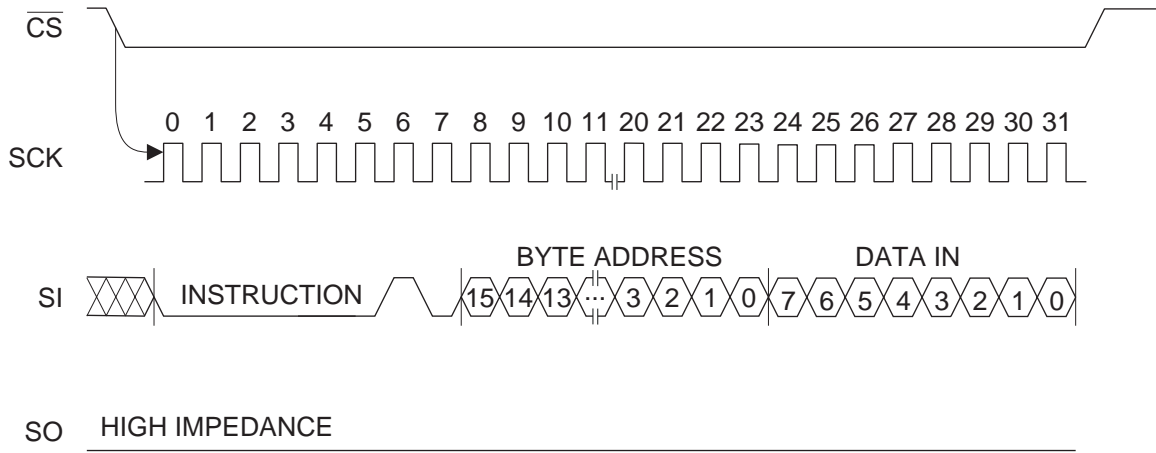 CS
0 1 2 3 4 5 6 7 8 9 10 11 20 21 22 23 24 25 26 27 28 29 30 31
SCK
BYTE ADDRESS DATA IN
SI INSTRUCTION 15 14 13 ... 3 2 1 0 7 6 5 4 3 2 1 0
SO HIGH IMPEDANCE